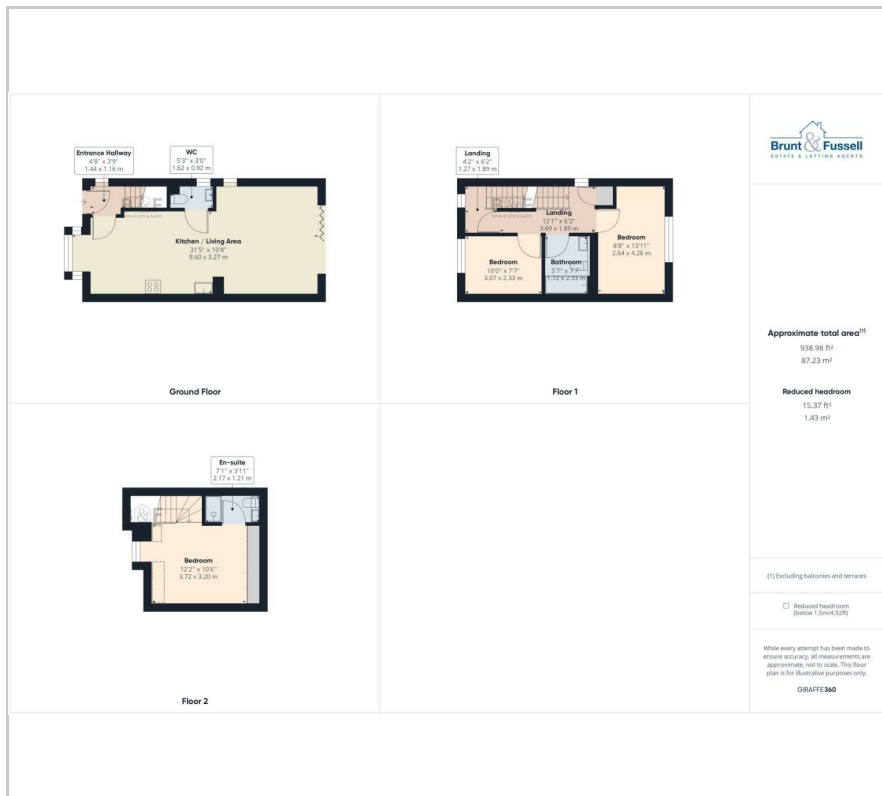 Entrance Hallway
4'8" x 3'9"
1.44 x 1.16 m
WC
5'3" x 3'0"
1.62 x 0.92 m
B&F
Kitchen / Living Area
31'5" x 10'8"
9.60 x 3.27 m
Ground Floor
Landing
4'2" x 6'2"
1.27 x 1.89 m
Landing
12'1" x 6'2"
3.69 x 1.89 m
Bedroom
8'8" x 13'11"
2.64 x 4.26 m
Bedroom
10'0" x 7'7"
3.07 x 2.33 m
Bathroom
5'7" x 7'7"
1.72 x 2.33 m
Floor 1
En-suite
7'1" x 3'11"
2.17 x 1.21 m
Bedroom
12'2" x 10'6"
3.72 x 3.20 m
Floor 2
Brunt & Fussell
ESTATE & LETTING AGENTS
Approximate total area(1)
938.98 ft²
87.23 m²
Reduced headroom
15.37 ft²
1.43 m²
(1) Excluding balconies and terraces
Reduced headroom
(below 1.5m/4.92ft)
While every attempt has been made to
ensure accuracy, all measurements are
approximate, not to scale. This floor
plan is for illustrative purposes only.
GIRAFFE360